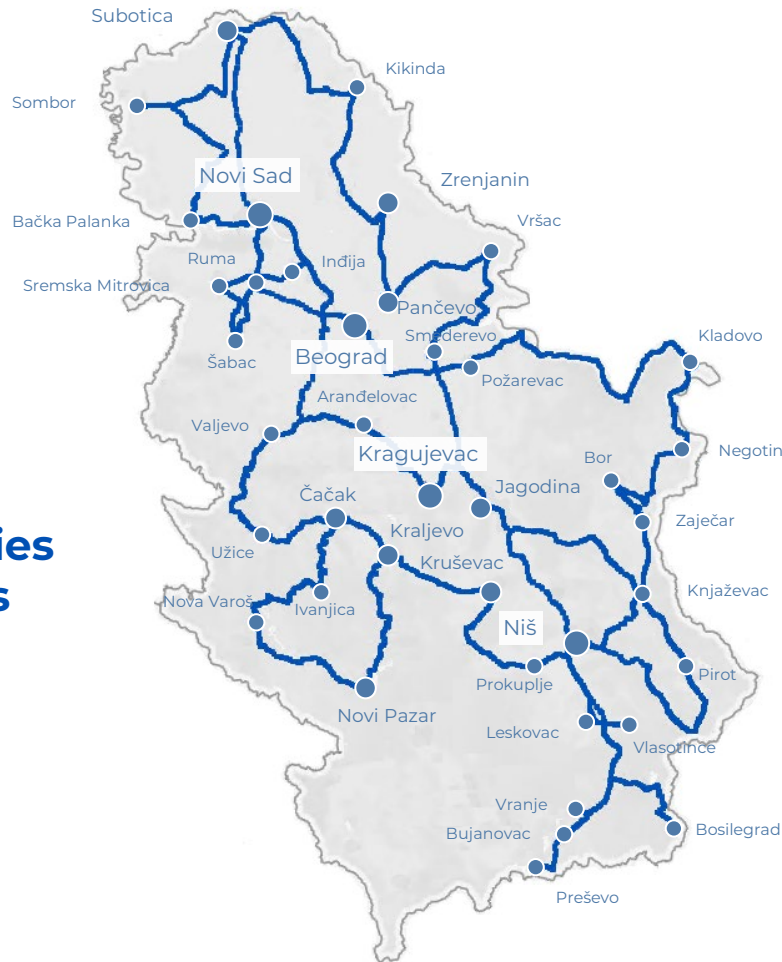 Subotica
Kikinda
Sombor
Novi Sad
Zrenjanin
Bačka Palanka
Vršac
Ruma
Inđija
Sremska Mitrovica
Pančevo
Smederevo
Kladovo
Šabac
Beograd
Požarevac
Aranđelovac
Valjevo
Negotin
Kragujevac
Bor
Jagodina
Čačak
Zaječar
Kraljevo
ies
Užice
Kruševac
Knjaževac
s
Nova Varoš
Ivanjica
Niš
Pirot
Prokuplje
Novi Pazar
Leskovac
Vlasotince
Vranje
Bujanovac
Bosilegrad
Preševo